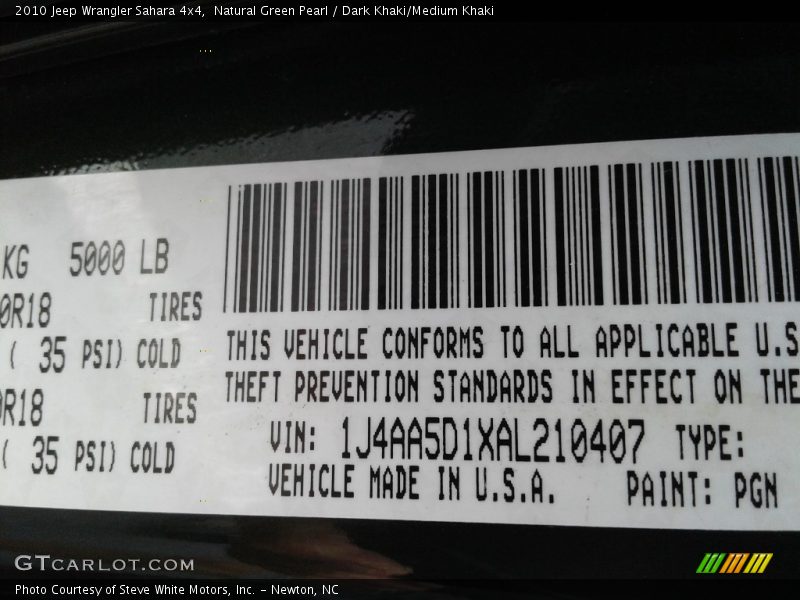 2010 Jeep Wrangler Sahara 4x4, Natural Green Pearl / Dark Khaki/Medium Khaki
KG 5000 LB
0R18 TIRES
( 35 PSI) COLD
0R18 TIRES
( 35 PSI) COLD
THIS VEHICLE CONFORMS TO ALL APPLICABLE U.S
THEFT PREVENTION STANDARDS IN EFFECT ON THE
VIN: 1J4AA5D1XAL210407 TYPE:
VEHICLE MADE IN U.S.A. PAINT: PGN
GTCARLOT.COM
Photo Courtesy of Steve White Motors, Inc. - Newton, NC